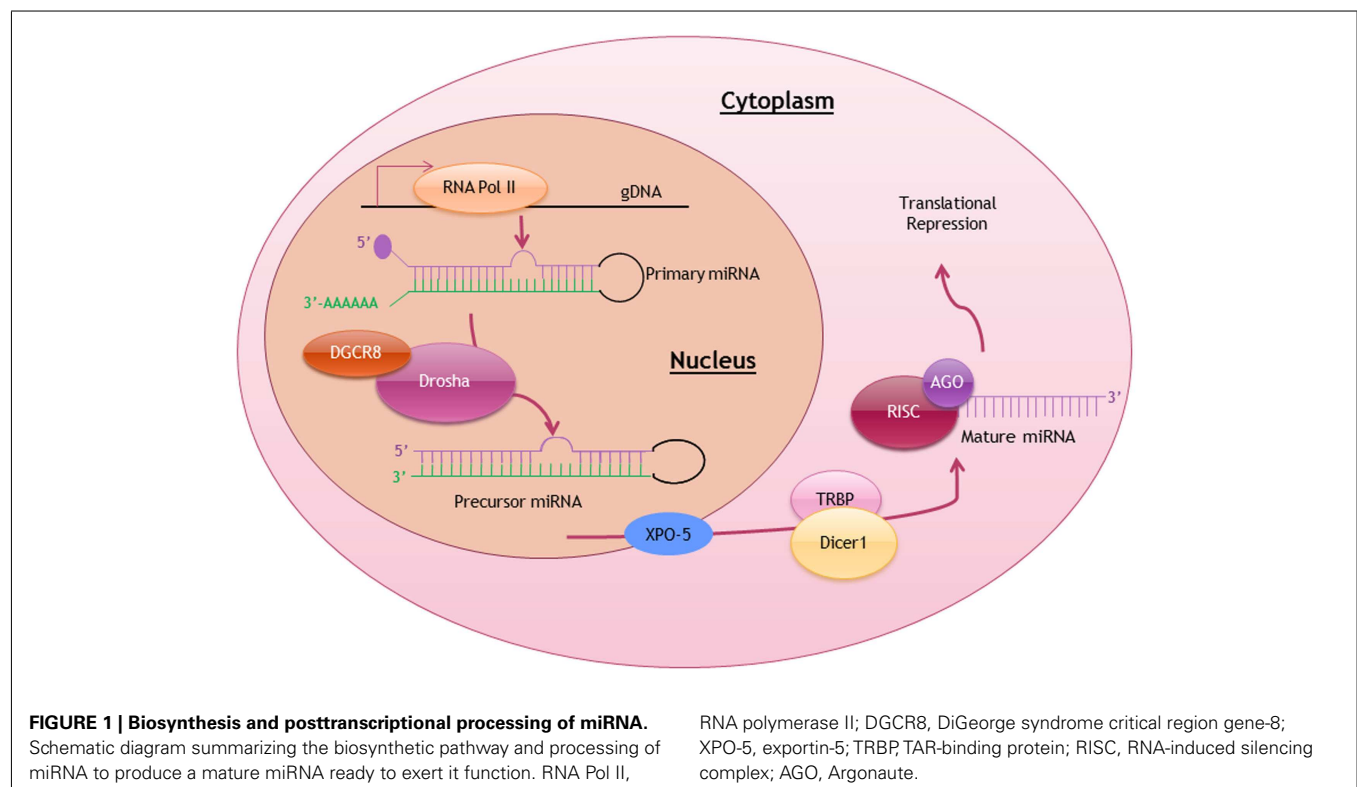 Cytoplasm
RNA Pol II
gDNA
5’
Primary miRNA
3’-AAAAAA
Translational
Repression
DGCR8
Drosha
Nucleus
AGO
RISC
3’
Mature miRNA
5’
3’
Precursor miRNA
TRBP
XPO-5
Dicer1
FIGURE 1 | Biosynthesis and posttranscriptional processing of miRNA.
Schematic diagram summarizing the biosynthetic pathway and processing of
miRNA to produce a mature miRNA ready to exert it function. RNA Pol II,
RNA polymerase II; DGCR8, DiGeorge syndrome critical region gene-8;
XPO-5, exportin-5; TRBP, TAR-binding protein; RISC, RNA-induced silencing
complex; AGO, Argonaute.